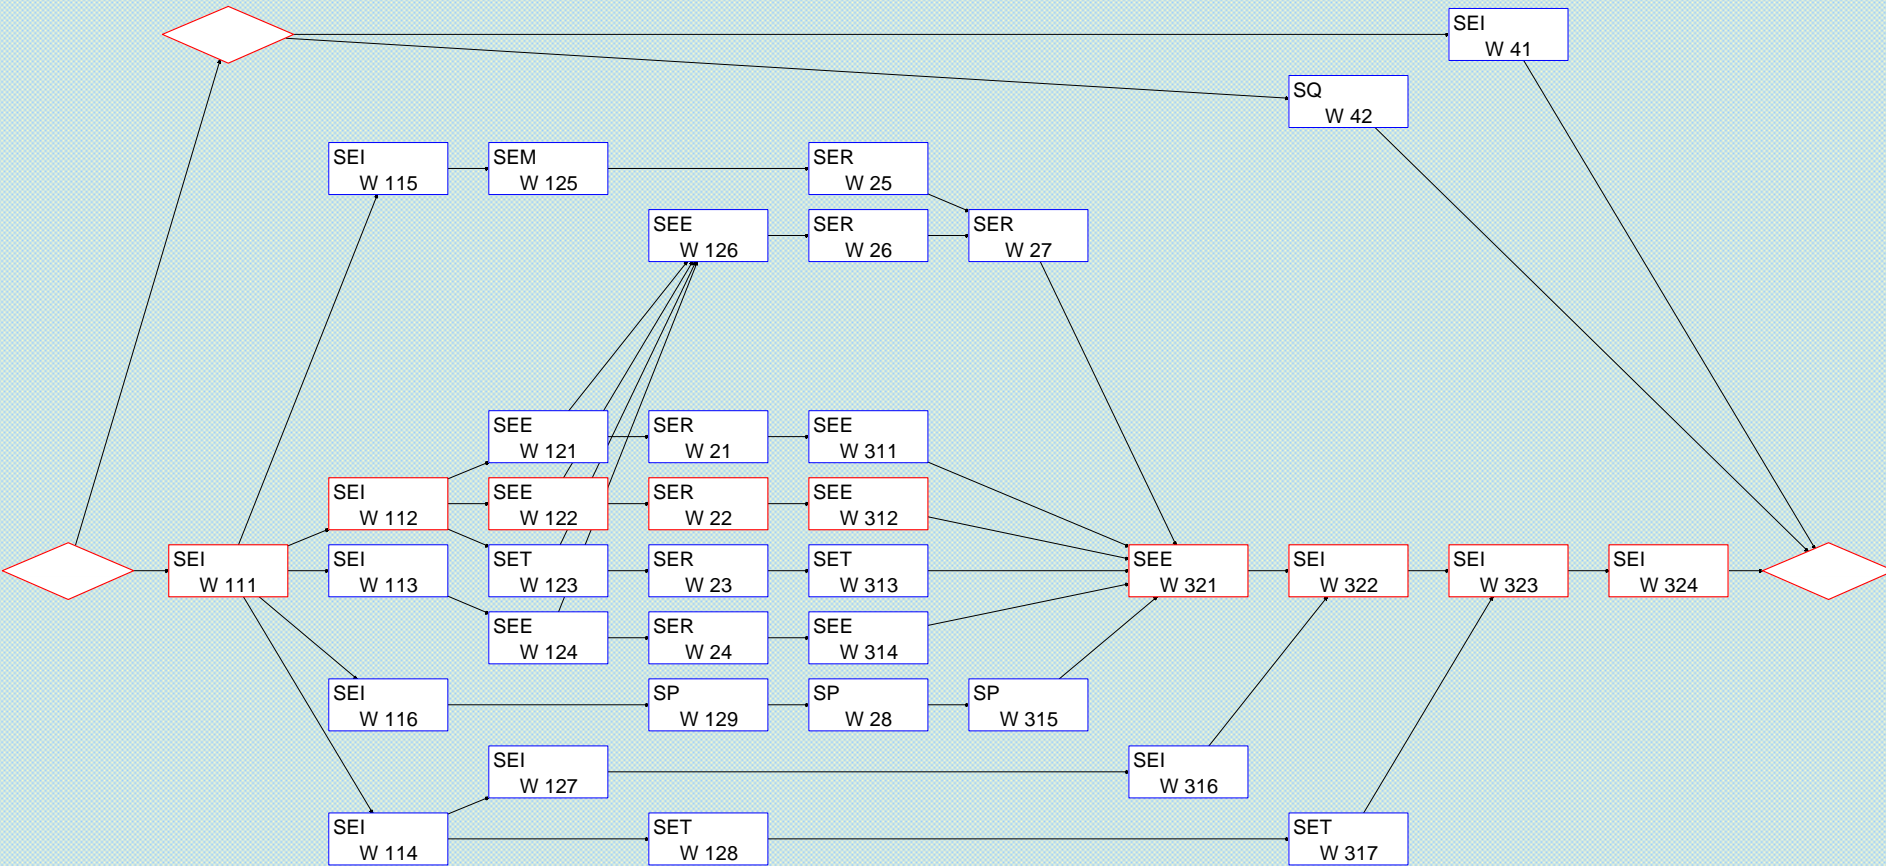 SEI
W 41
SQ
W 42
SEI
W 115
SEM
W 125
SER
W 25
SEE
W 126
SER
W 26
SER
W 27
SEE
W 121
SER
W 21
SEE
W 311
SEI
W 112
SEE
W 122
SER
W 22
SEE
W 312
SEI
W 111
SEI
W 113
SET
W 123
SER
W 23
SET
W 313
SEE
W 321
SEI
W 322
SEI
W 323
SEI
W 324
SEE
W 124
SER
W 24
SEE
W 314
SEI
W 116
SP
W 129
SP
W 28
SP
W 315
SEI
W 127
SEI
W 316
SEI
W 114
SET
W 128
SET
W 317